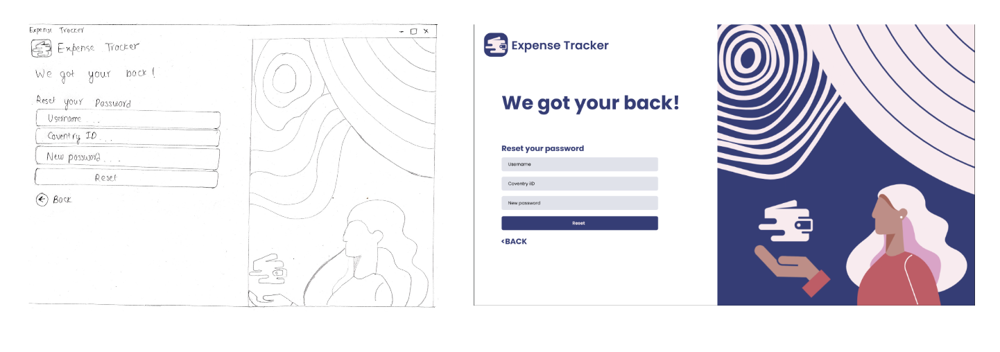 Expense Tracker
Expense Tracker
We got your back!
Reset your Password
Username ...
Coventry ID...
New password...
Reset
Back
Expense Tracker
We got your back!
Reset your password
Username
Coventry iID
New password
Reset
<BACK